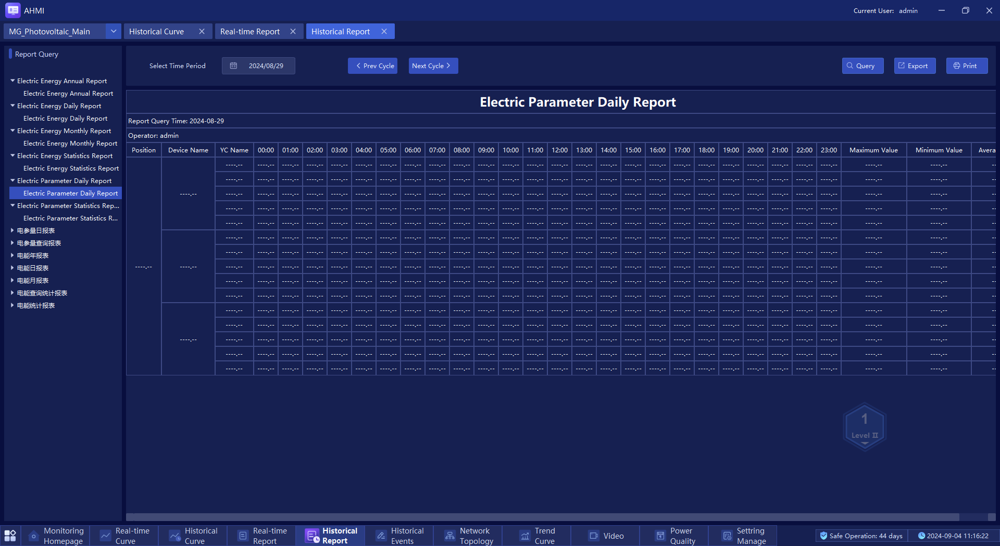 AHMI
Current User: admin
MG_Photovoltaic_Main
Historical Curve
Real-time Report
Historical Report
Report Query
Electric Energy Annual Report
Electric Energy Annual Report
Electric Energy Daily Report
Electric Energy Daily Report
Electric Energy Monthly Report
Electric Energy Monthly Report
Electric Energy Statistics Report
Electric Energy Statistics Report
Electric Parameter Daily Report
Electric Parameter Daily Report
Electric Parameter Statistics Rep...
Electric Parameter Statistics R...
电参量日报表
电参量查询报表
电能年报表
电能日报表
电能月报表
电能查询统计报表
电能统计报表
Select Time Period 2024/08/29 Prev Cycle Next Cycle Query Export Print
Electric Parameter Daily Report
Report Query Time: 2024-08-29
Operator: admin
Position Device Name YC Name 00:00 01:00 02:00 03:00 04:00 05:00 06:00 07:00 08:00 09:00 10:00 11:00 12:00 13:00 14:00 15:00 16:00 17:00 18:00 19:00 20:00 21:00 22:00 23:00 Maximum Value Minimum Value Avera
1
Level II
Monitoring Homepage
Real-time Curve
Historical Curve
Real-time Report
Historical Report
Historical Events
Network Topology
Trend Curve
Video
Power Quality
Settring Manage
Safe Operation: 44 days
2024-09-04 11:16:22